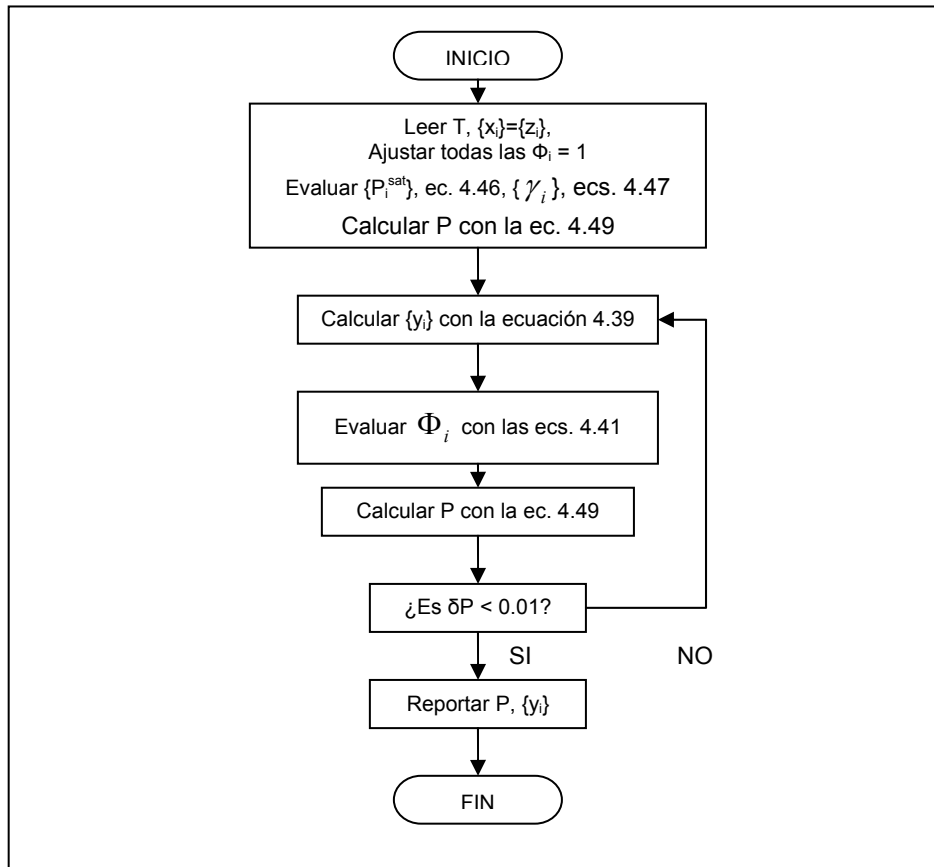 INICIO
Leer T, {xᵢ}={zᵢ},
Ajustar todas las Φᵢ = 1
Evaluar {Pᵢˢᵃᵗ}, ec. 4.46, {γᵢ}, ecs. 4.47
Calcular P con la ec. 4.49
Calcular {yᵢ} con la ecuación 4.39
Evaluar Φᵢ con las ecs. 4.41
Calcular P con la ec. 4.49
¿Es δP < 0.01?
SI NO
Reportar P, {yᵢ}
FIN